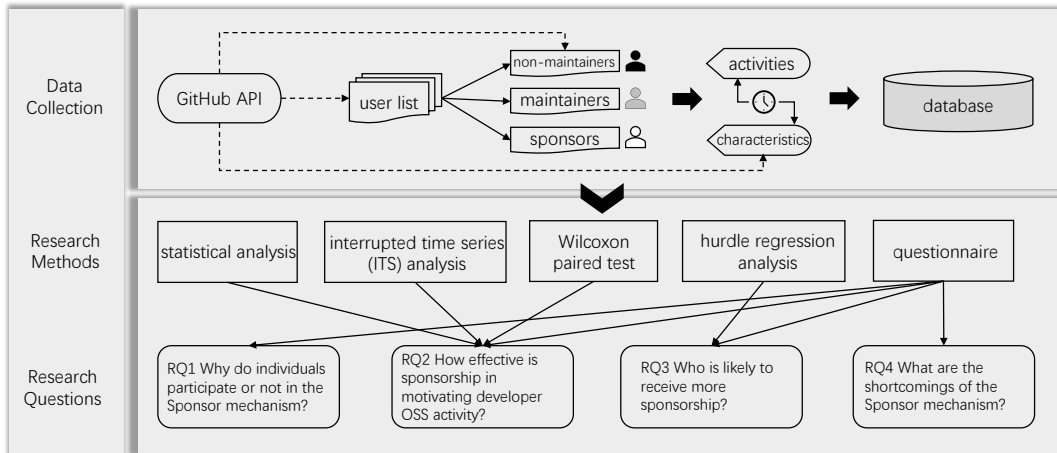 Data
Collection
GitHub API
user list
non-maintainers
maintainers
sponsors
activities
characteristics
database
Research
Methods
statistical analysis
interrupted time series
(ITS) analysis
Wilcoxon
paired test
hurdle regression
analysis
questionnaire
Research
Questions
RQ1 Why do individuals
participate or not in the
Sponsor mechanism?
RQ2 How effective is
sponsorship in
motivating developer
OSS activity?
RQ3 Who is likely to
receive more
sponsorship?
RQ4 What are the
shortcomings of the
Sponsor mechanism?